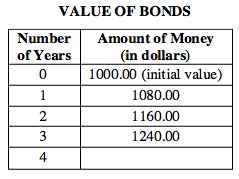 VALUE OF BONDS
Number of Years Amount of Money (in dollars)
0 1000.00 (initial value)
1 1080.00
2 1160.00
3 1240.00
4